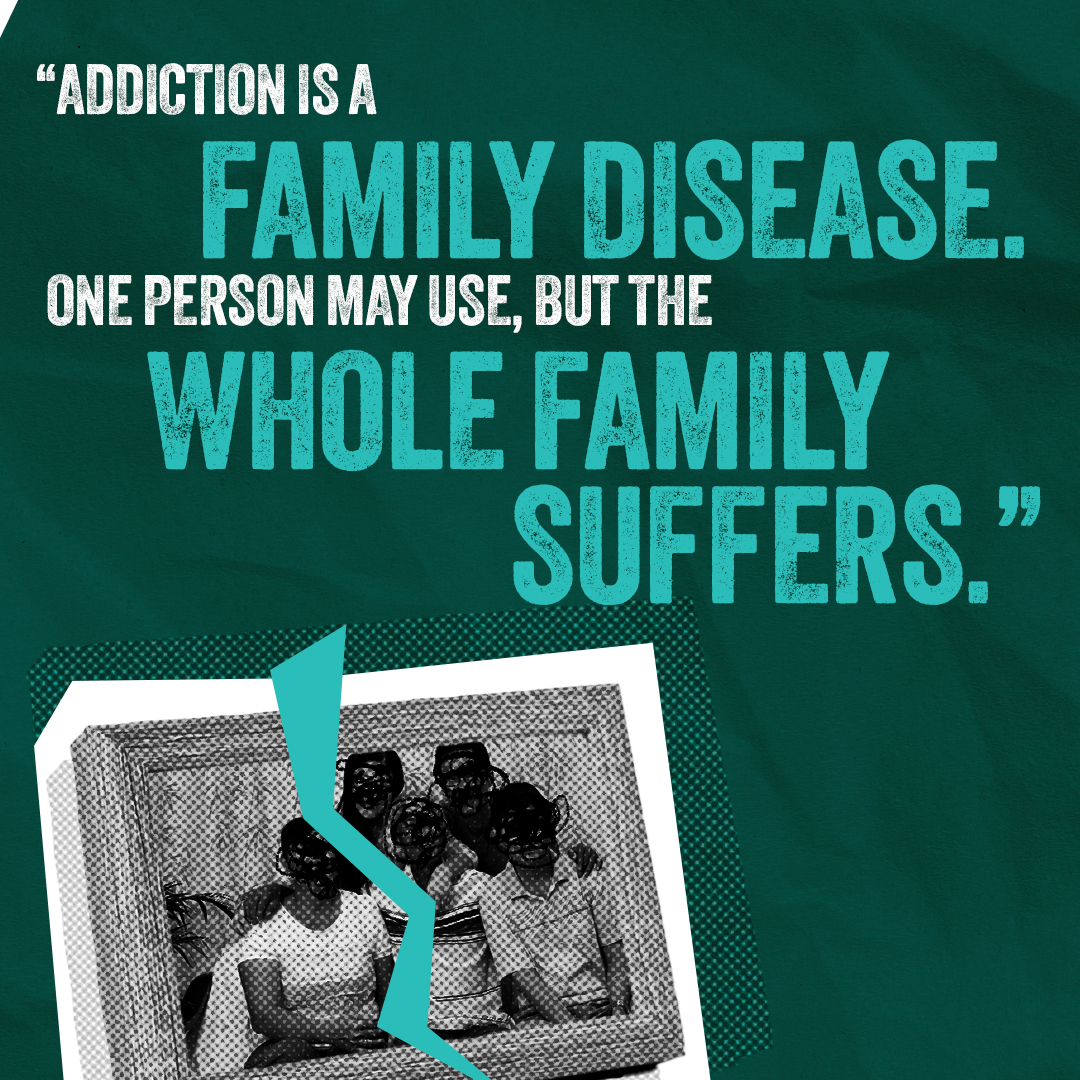 “ADDICTION IS A
FAMILY DISEASE.
ONE PERSON MAY USE, BUT THE
WHOLE FAMILY
SUFFERS.”